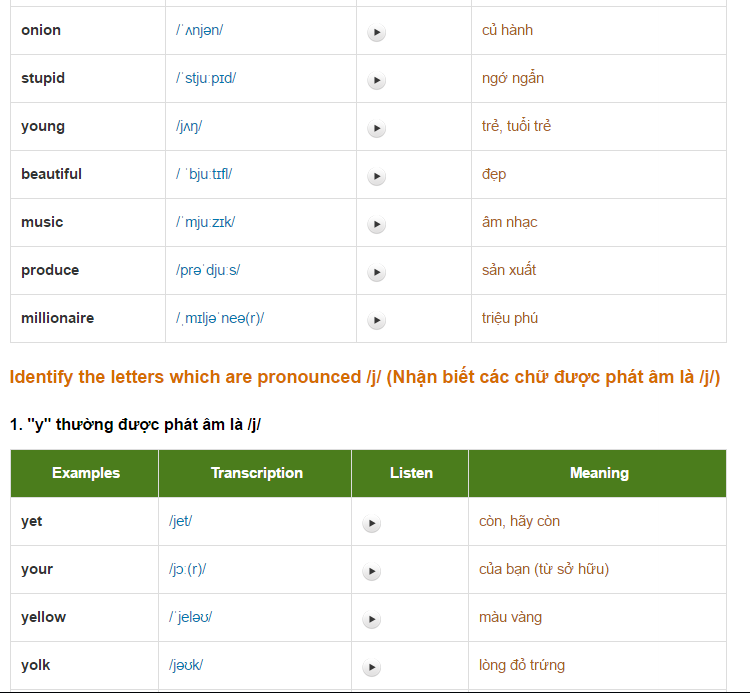 onion /ˈʌnjən/ củ hành
stupid /ˈstjuːpɪd/ ngớ ngẩn
young /jʌŋ/ trẻ, tuổi trẻ
beautiful / ˈbjuːtɪfl/ đẹp
music /ˈmjuːzɪk/ âm nhạc
produce /prəˈdjuːs/ sản xuất
millionaire /ˌmɪljəˈneə(r)/ triệu phú
Identify the letters which are pronounced /j/ (Nhận biết các chữ được phát âm là /j/)
1. "y" thường được phát âm là /j/
Examples Transcription Listen Meaning
yet /jet/ còn, hãy còn
your /jɔː(r)/ của bạn (từ sở hữu)
yellow /ˈjeləʊ/ màu vàng
yolk /jəʊk/ lòng đỏ trứng